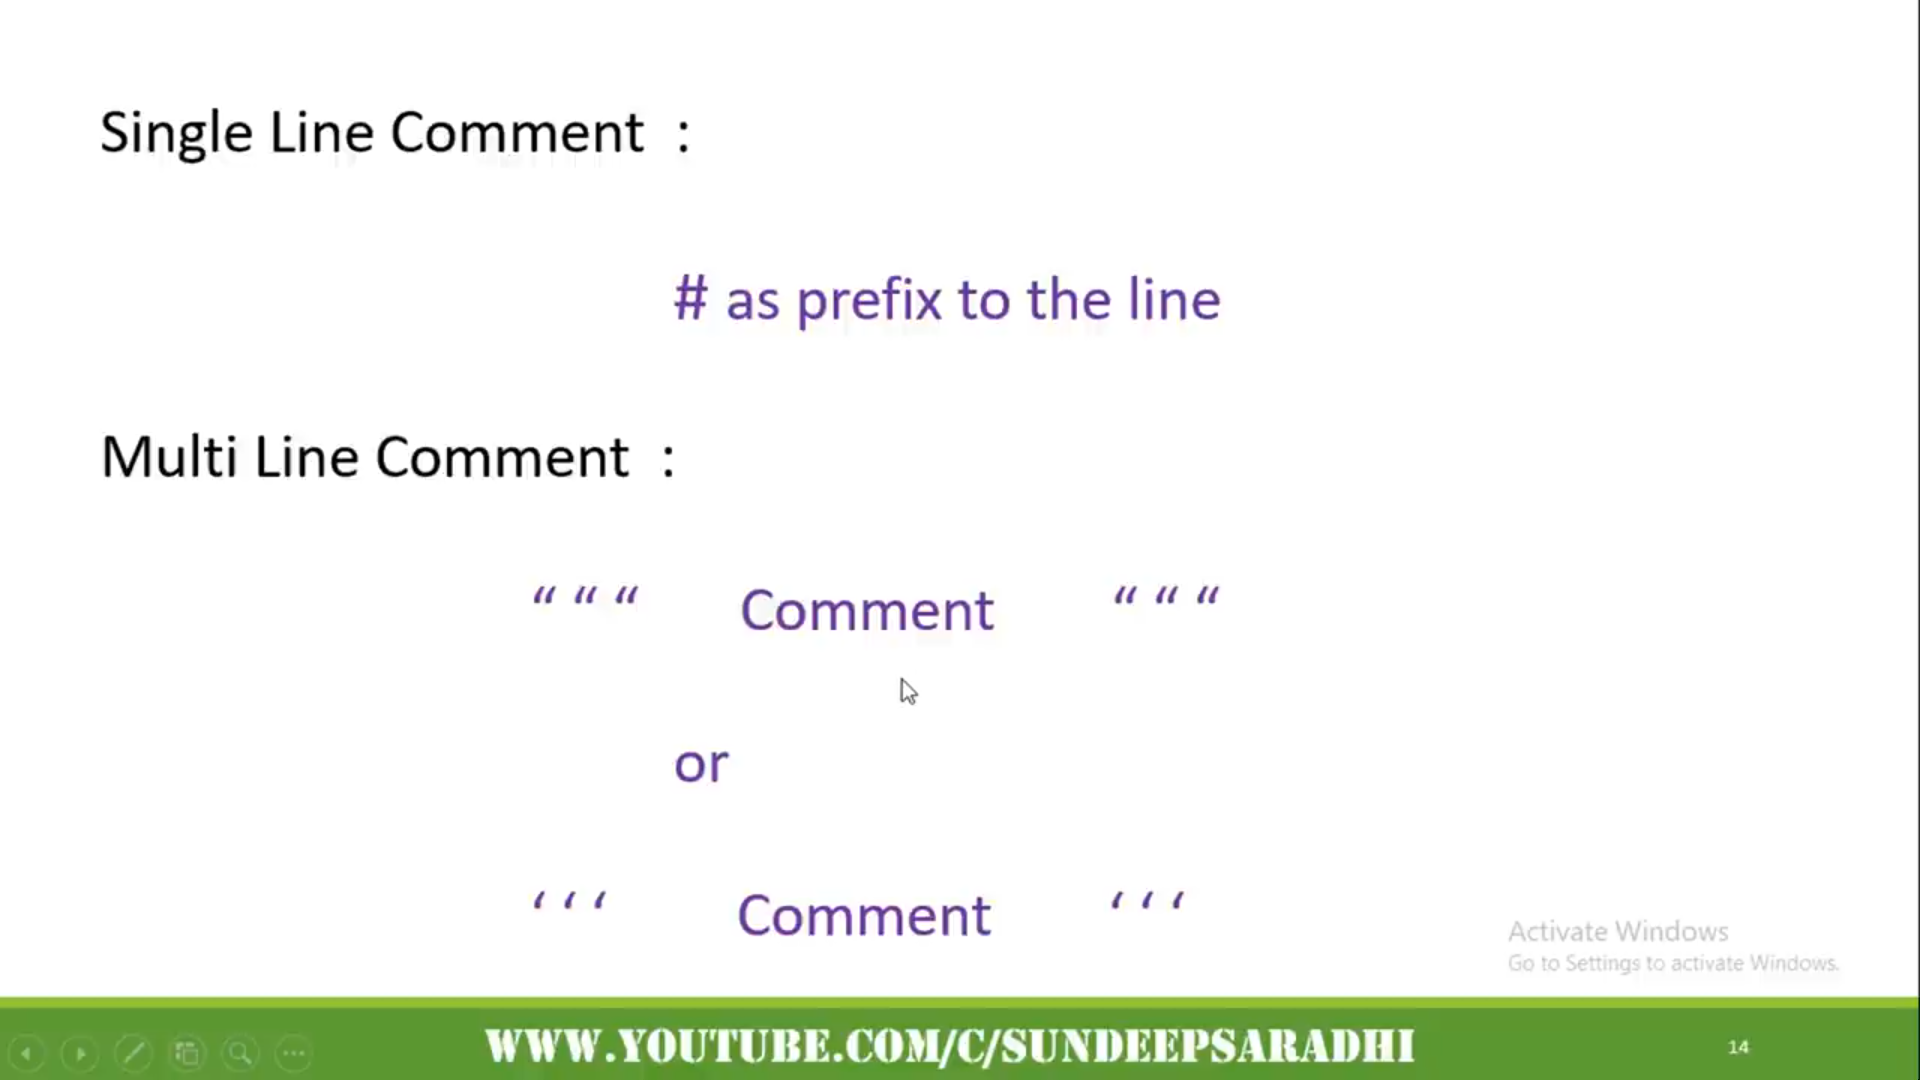 Single Line Comment :
# as prefix to the line
Multi Line Comment :
“ “ “ Comment “ “ “
or
‘ ‘ ‘ Comment ‘ ‘ ‘
Activate Windows
Go to Settings to activate Windows.
WWW.YOUTUBE.COM/C/SUNDEEPSARADHI
14